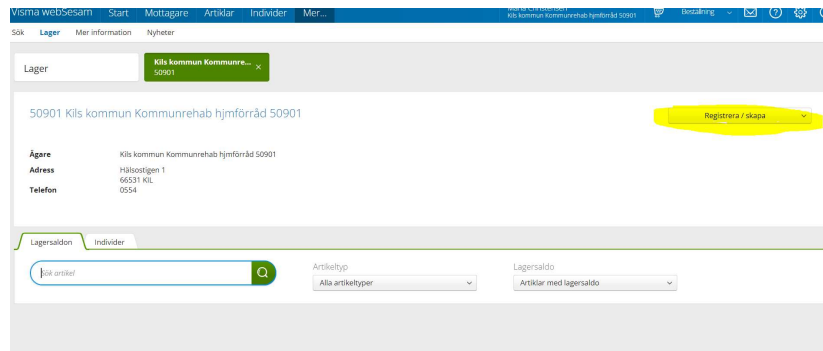 Visma webSesam Start Mottagare Artiklar Individer Mer...
Kils kommun Kommunrehab hjmförråd 50901 Beställning
Sök Lager Mer information Nyheter
Lager
Kils kommun Kommunre...
50901
50901 Kils kommun Kommunrehab hjmförråd 50901
Registrera / skapa
Ägare Kils kommun Kommunrehab hjmförråd 50901
Adress Hälsostigen 1
66531 KIL
Telefon 0554
Lagersaldon Individer
Sök artikel
Artikeltyp
Alla artikeltyper
Lagersaldo
Artiklar med lagersaldo